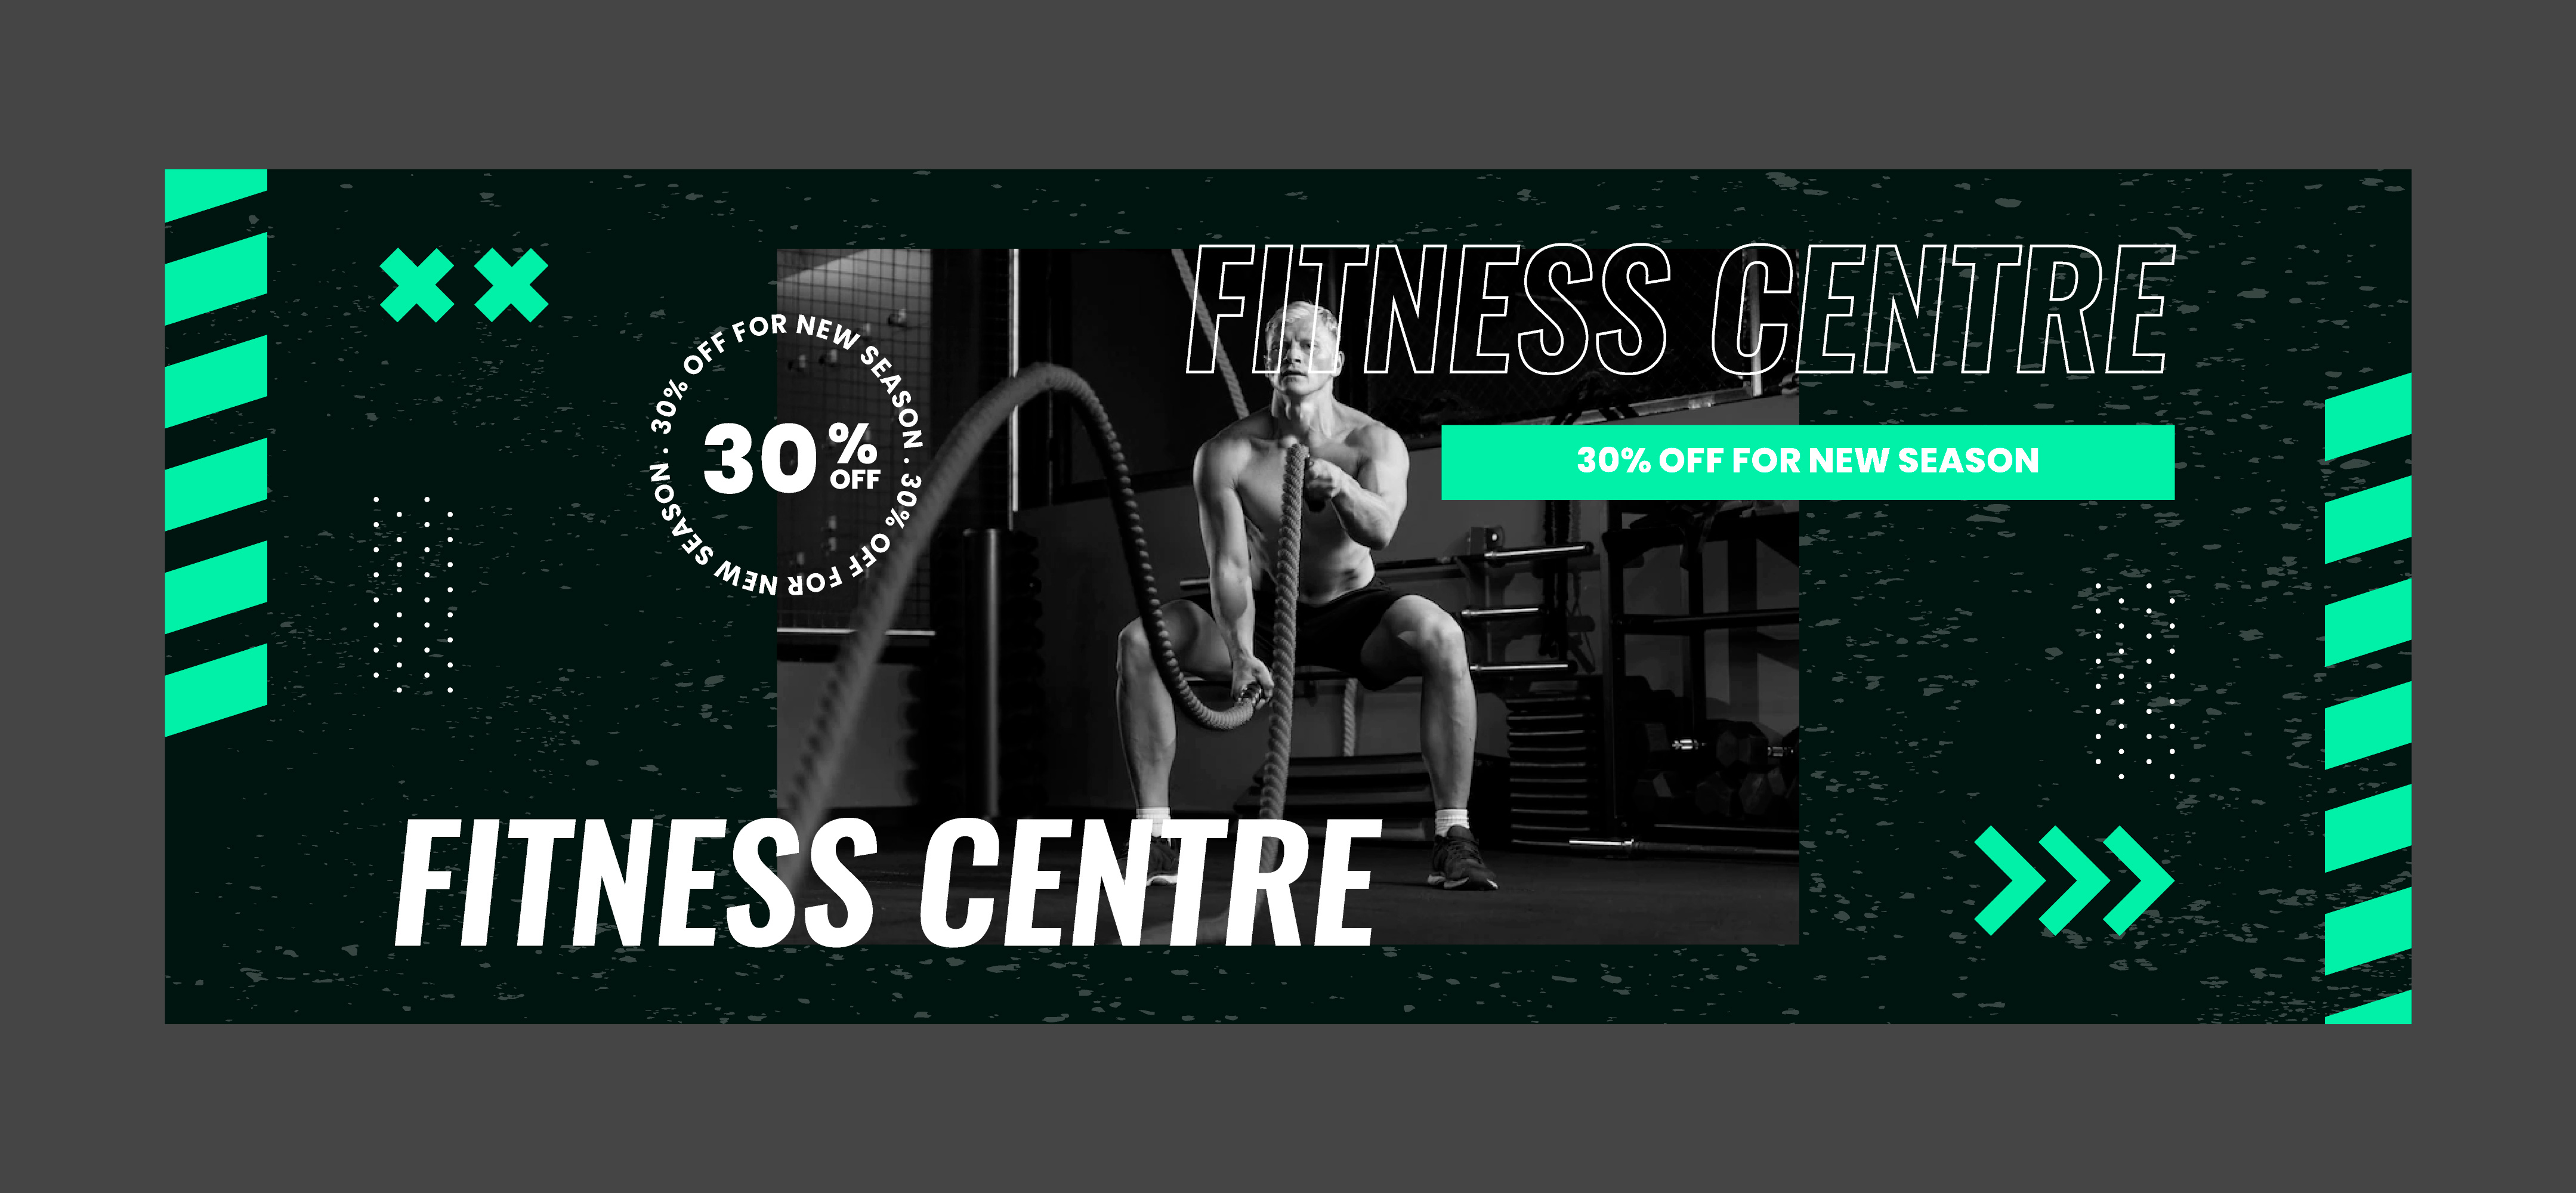 FITNESS CENTRE
30% OFF FOR NEW SEASON . 30% OFF FOR NEW SEASON .
30%
OFF
30% OFF FOR NEW SEASON
FITNESS CENTRE